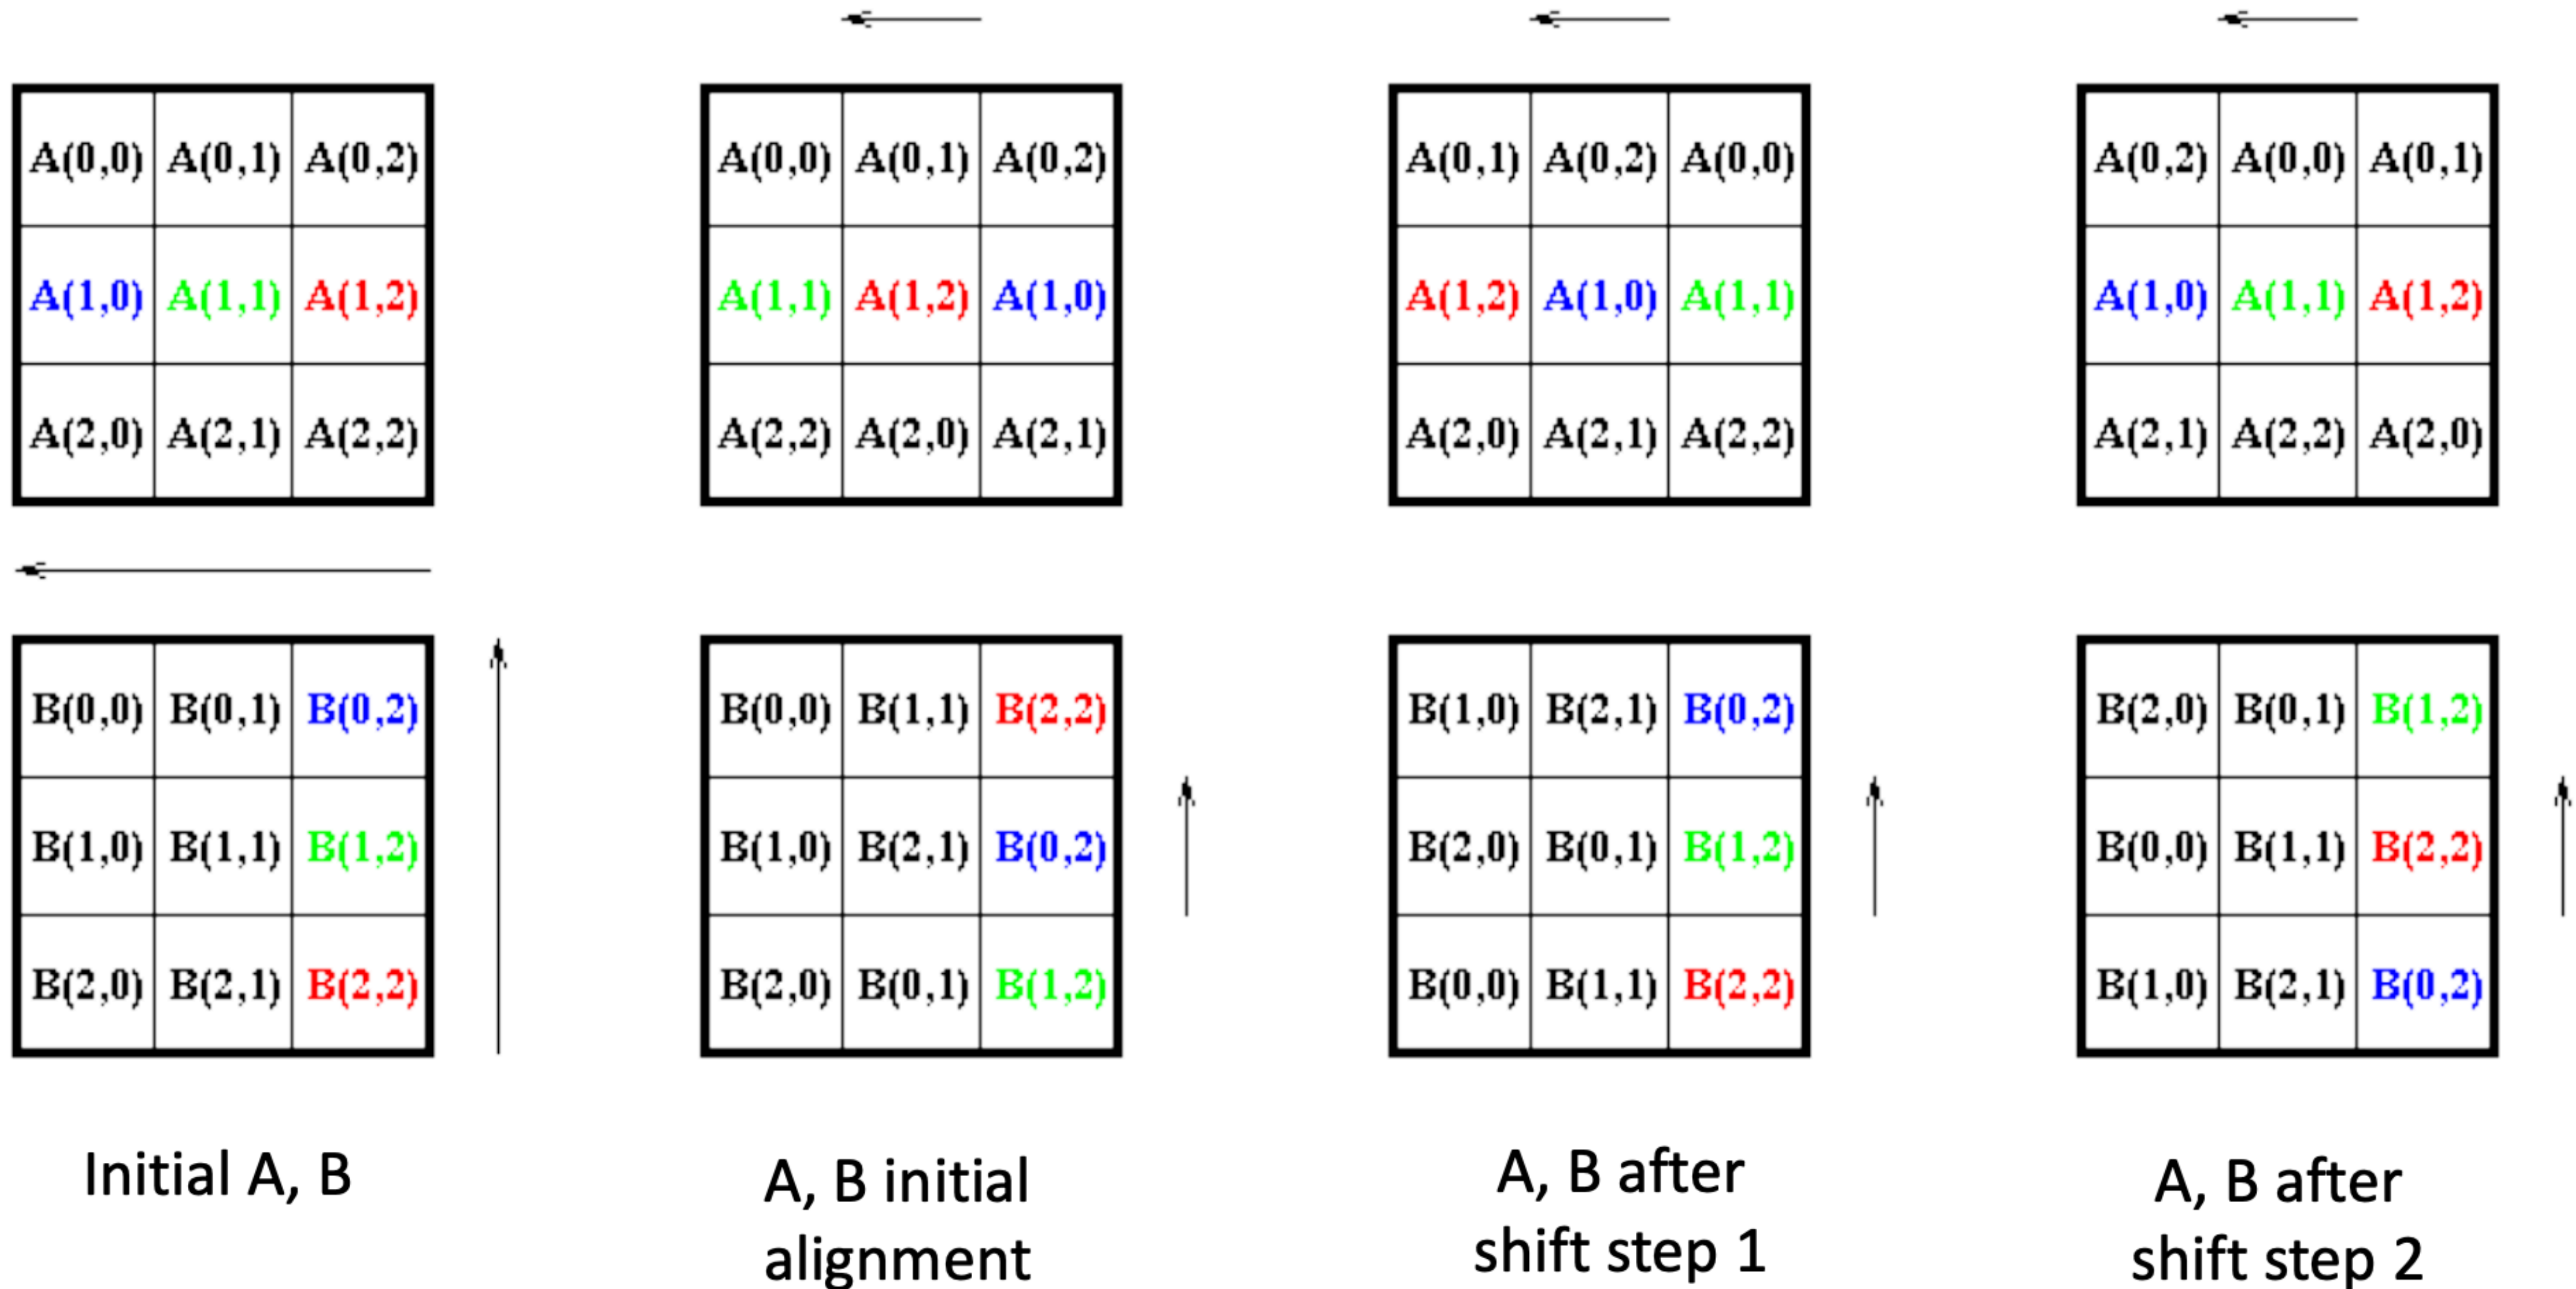 A(0,0) A(0,1) A(0,2)
A(1,0) A(1,1) A(1,2)
A(2,0) A(2,1) A(2,2)
B(0,0) B(0,1) B(0,2)
B(1,0) B(1,1) B(1,2)
B(2,0) B(2,1) B(2,2)
Initial A, B
A(0,0) A(0,1) A(0,2)
A(1,1) A(1,2) A(1,0)
A(2,2) A(2,0) A(2,1)
B(0,0) B(1,1) B(2,2)
B(1,0) B(2,1) B(0,2)
B(2,0) B(0,1) B(1,2)
A, B initial
alignment
A(0,1) A(0,2) A(0,0)
A(1,2) A(1,0) A(1,1)
A(2,0) A(2,1) A(2,2)
B(1,0) B(2,1) B(0,2)
B(2,0) B(0,1) B(1,2)
B(0,0) B(1,1) B(2,2)
A, B after
shift step 1
A(0,2) A(0,0) A(0,1)
A(1,0) A(1,1) A(1,2)
A(2,1) A(2,2) A(2,0)
B(2,0) B(0,1) B(1,2)
B(0,0) B(1,1) B(2,2)
B(1,0) B(2,1) B(0,2)
A, B after
shift step 2